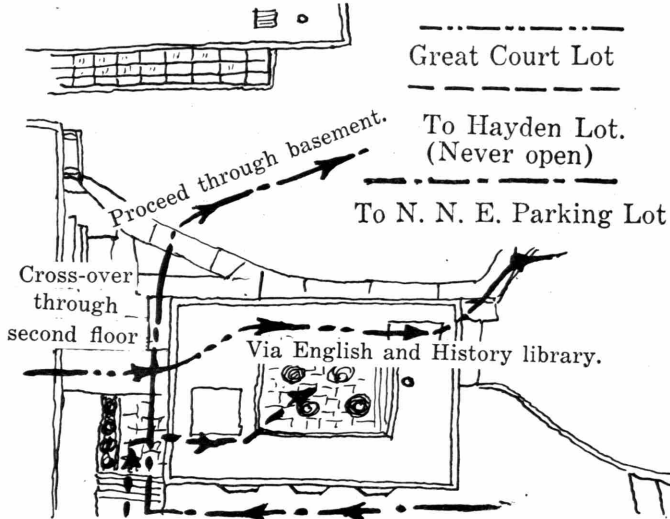 Great Court Lot
To Hayden Lot.
(Never open)
To N. N. E. Parking Lot
Proceed through basement.
Cross-over
through
second floor
Via English and History library.